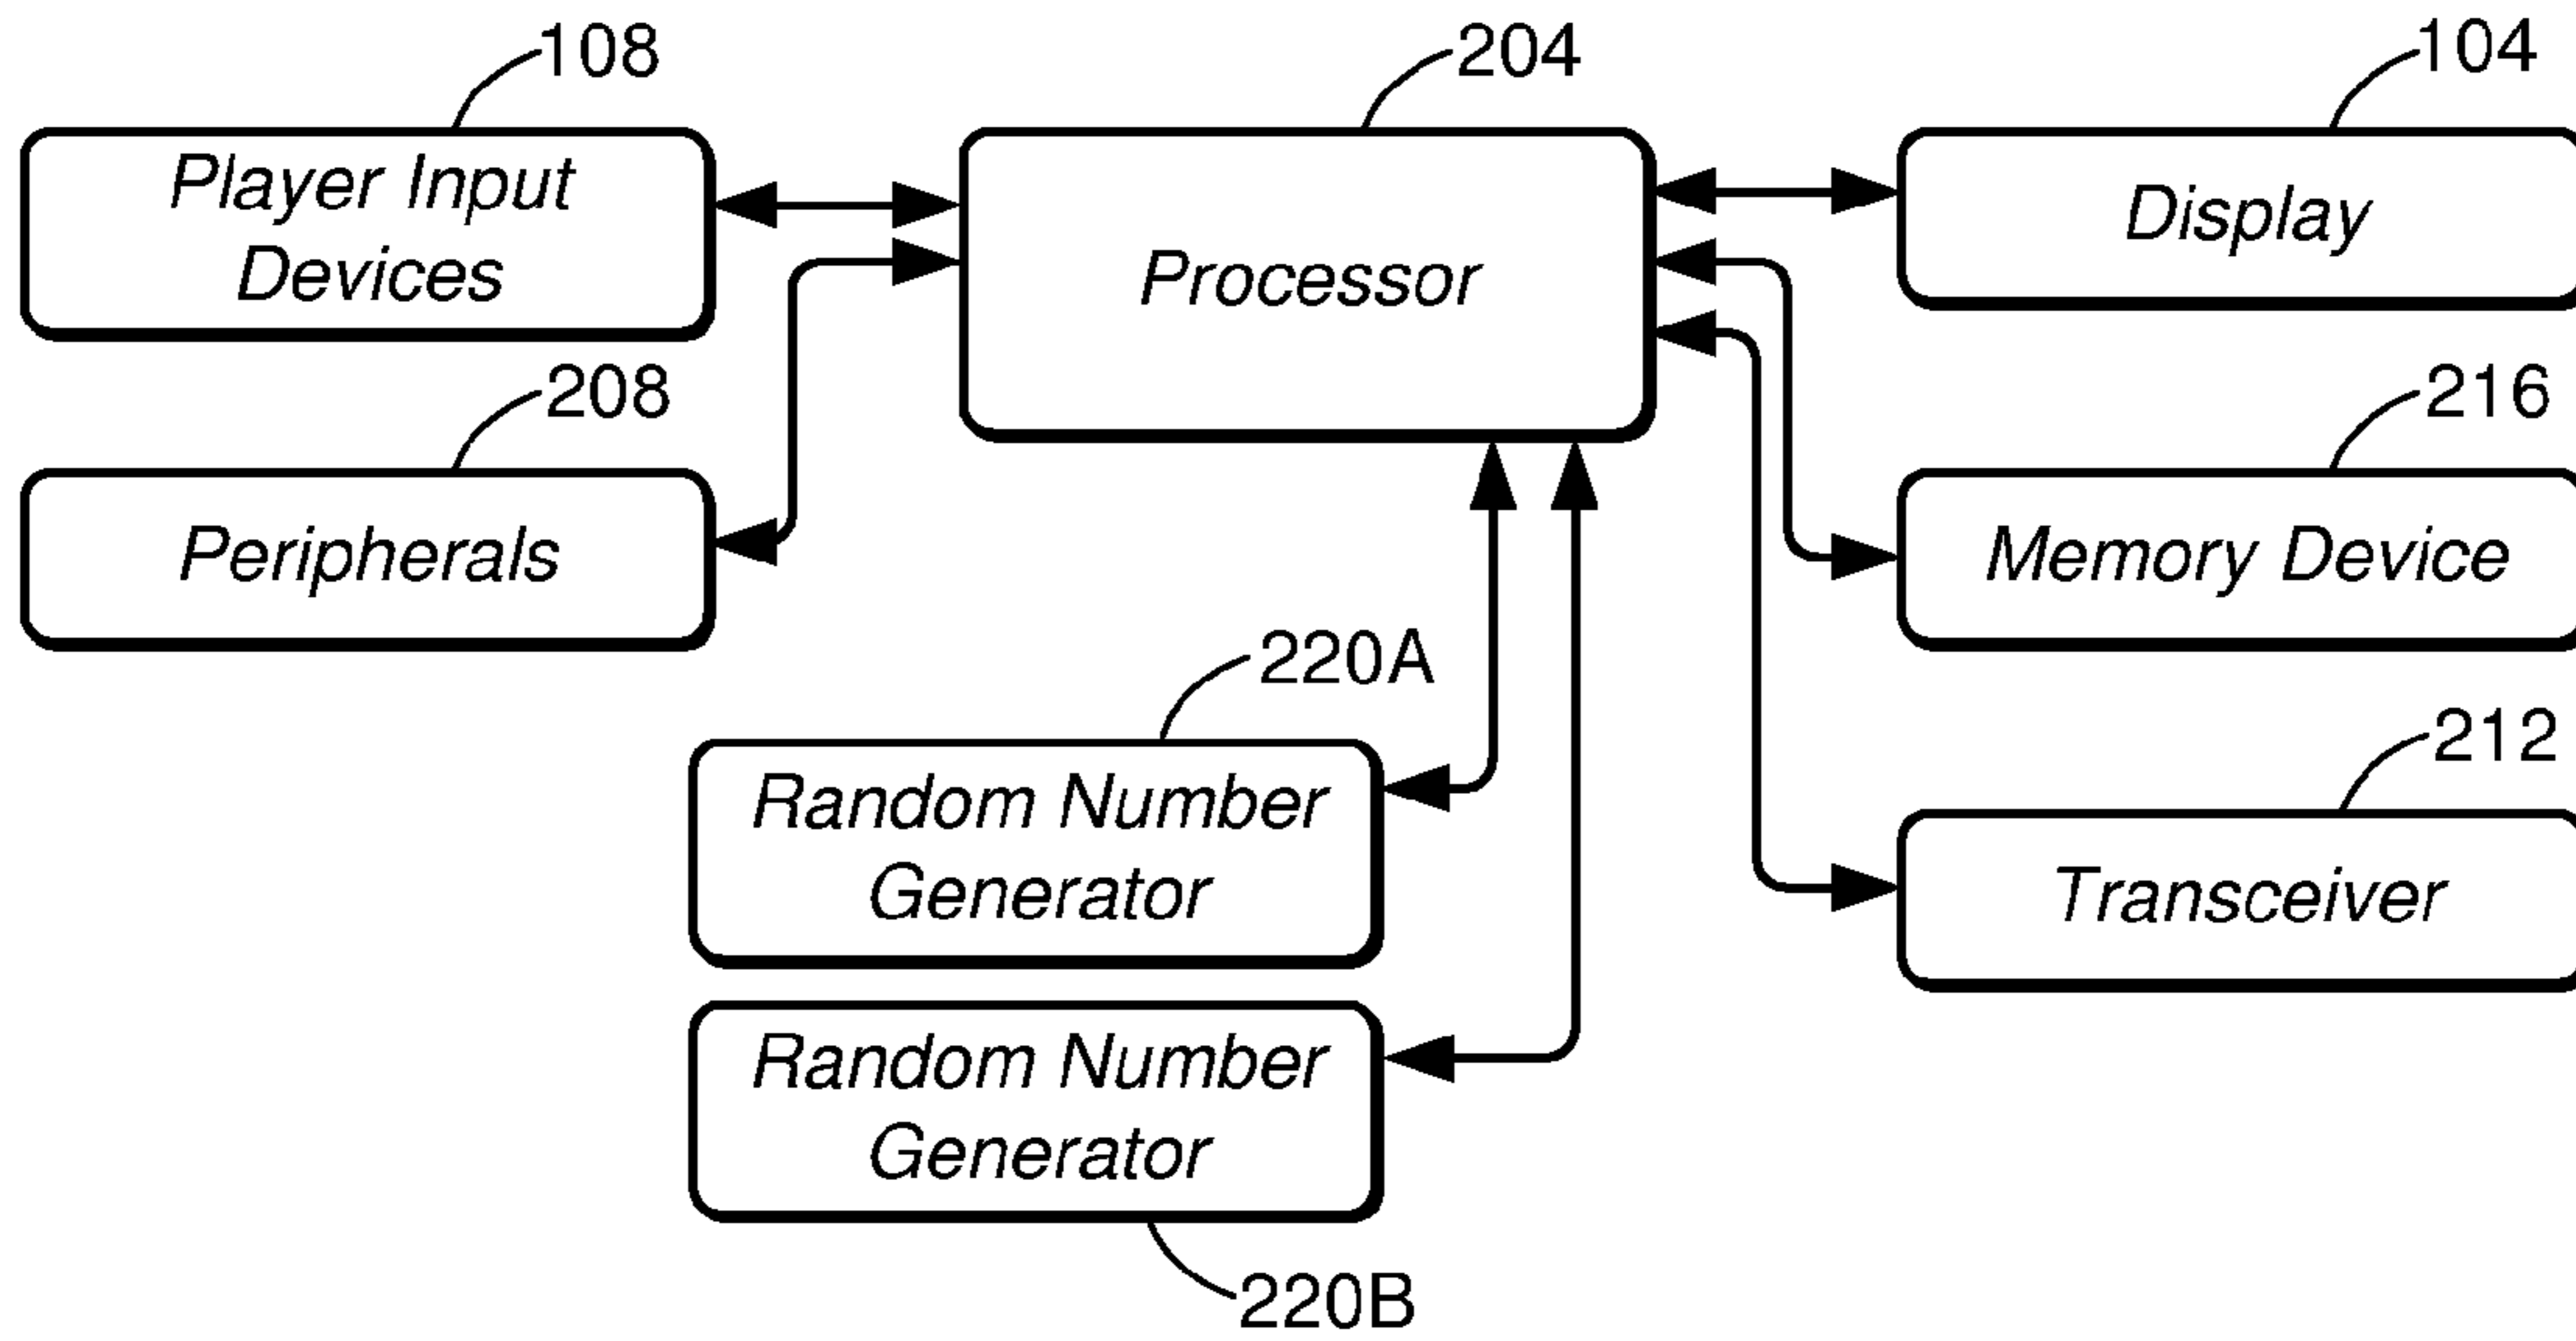 108
204
104
Player Input
Devices
Processor
Display
208
216
Peripherals
Memory Device
220A
212
Random Number
Generator
Transceiver
Random Number
Generator
220B